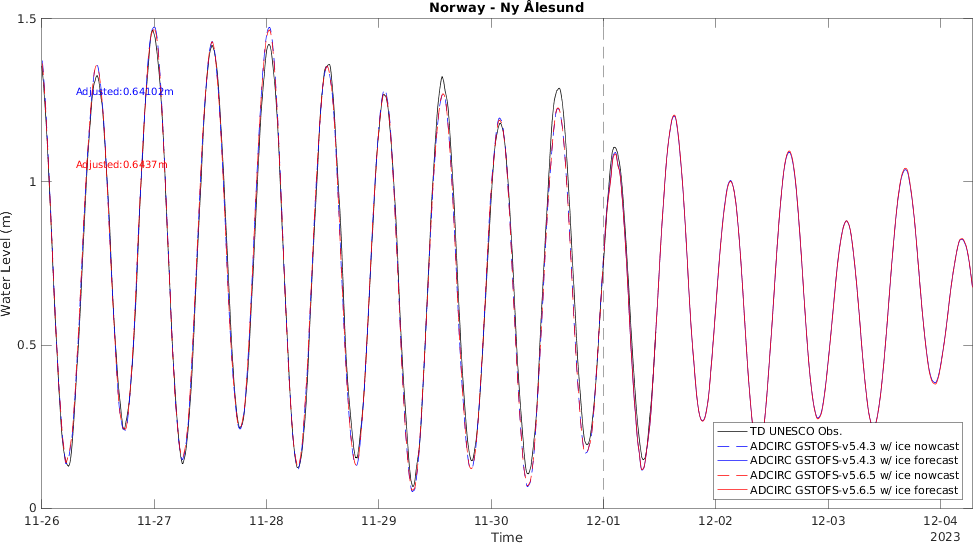 Norway - Ny Ålesund
1.5
1
0.5
0
Water Level (m)
Adjusted:0.64102m
Adjusted:0.6437m
TD UNESCO Obs.
ADCIRC GSTOFS-v5.4.3 w/ ice nowcast
ADCIRC GSTOFS-v5.4.3 w/ ice forecast
ADCIRC GSTOFS-v5.6.5 w/ ice nowcast
ADCIRC GSTOFS-v5.6.5 w/ ice forecast
11-26 11-27 11-28 11-29 11-30 12-01 12-02 12-03 12-04
Time
2023